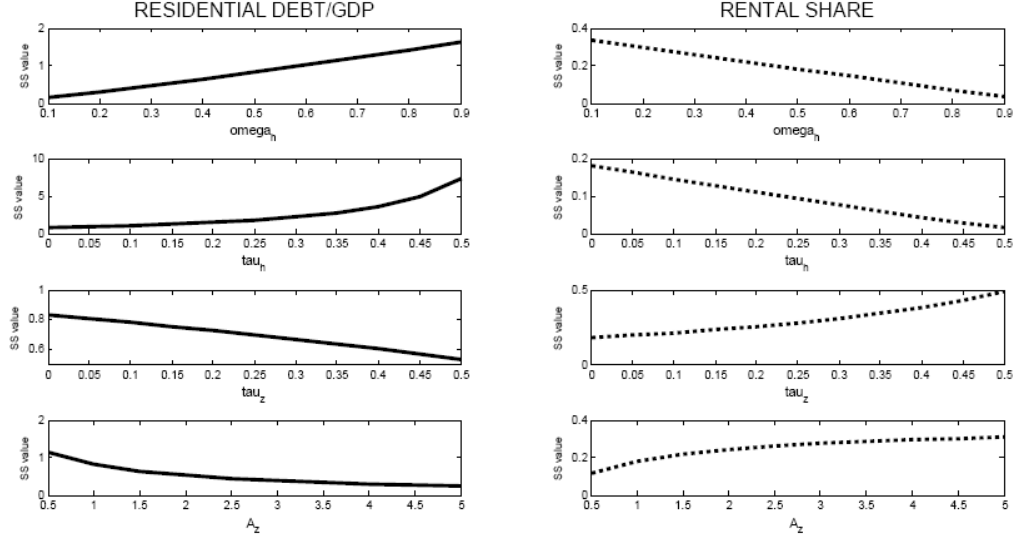 RESIDENTIAL DEBT/GDP
SS value
2
1
0
0.1 0.2 0.3 0.4 0.5 0.6 0.7 0.8 0.9
omega_h
SS value
10
5
0
0 0.05 0.1 0.15 0.2 0.25 0.3 0.35 0.4 0.45 0.5
tau_h
SS value
1
0.8
0.6
0 0.05 0.1 0.15 0.2 0.25 0.3 0.35 0.4 0.45 0.5
tau_z
SS value
2
1
0
0.5 1 1.5 2 2.5 3 3.5 4 4.5 5
A_z
RENTAL SHARE
SS value
0.4
0.2
0
0.1 0.2 0.3 0.4 0.5 0.6 0.7 0.8 0.9
omega_h
SS value
0.2
0.1
0
0 0.05 0.1 0.15 0.2 0.25 0.3 0.35 0.4 0.45 0.5
tau_h
SS value
0.5
0
0 0.05 0.1 0.15 0.2 0.25 0.3 0.35 0.4 0.45 0.5
tau_z
SS value
0.4
0.2
0
0.5 1 1.5 2 2.5 3 3.5 4 4.5 5
A_z